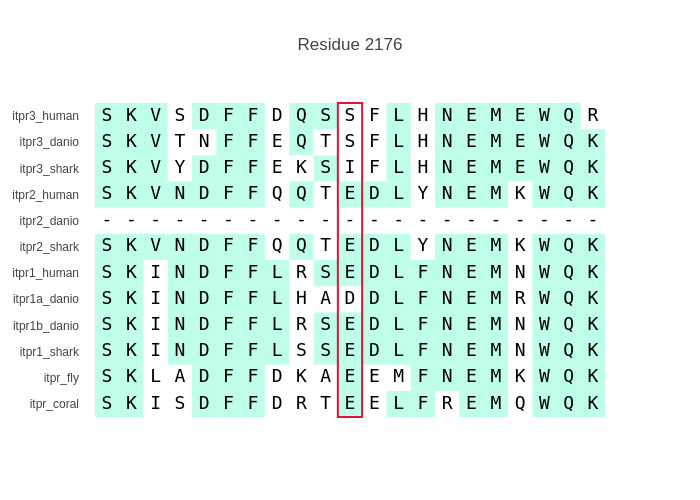 Residue 2176
itpr3_human S K V S D F F D Q S S F L H N E M E W Q R
itpr3_danio S K V T N F F E Q T S F L H N E M E W Q K
itpr3_shark S K V Y D F F E K S I F L H N E M E W Q K
itpr2_human S K V N D F F Q Q T E D L Y N E M K W Q K
itpr2_danio - - - - - - - - - - - - - - - - - - - - -
itpr2_shark S K V N D F F Q Q T E D L Y N E M K W Q K
itpr1_human S K I N D F F L R S E D L F N E M N W Q K
itpr1a_danio S K I N D F F L H A D D L F N E M R W Q K
itpr1b_danio S K I N D F F L R S E D L F N E M N W Q K
itpr1_shark S K I N D F F L S S E D L F N E M N W Q K
itpr_fly S K L A D F F D K A E E M F N E M K W Q K
itpr_coral S K I S D F F D R T E E L F R E M Q W Q K